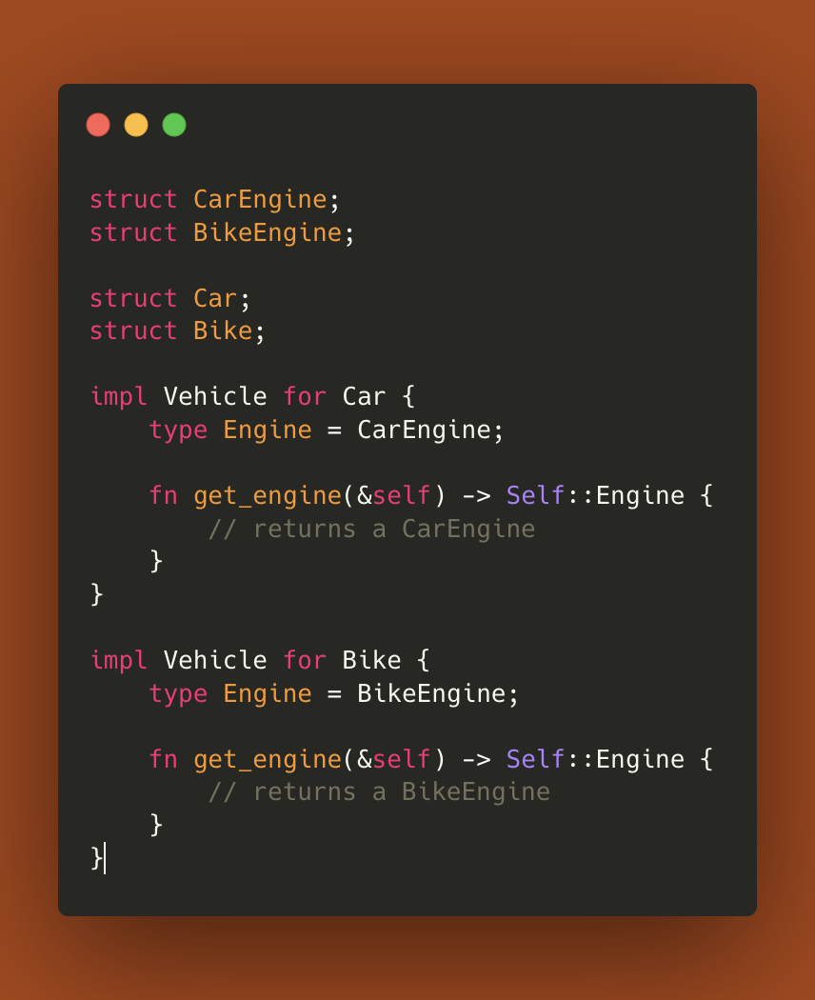 struct CarEngine;
struct BikeEngine;

struct Car;
struct Bike;

impl Vehicle for Car {
    type Engine = CarEngine;

    fn get_engine(&self) -> Self::Engine {
        // returns a CarEngine
    }
}

impl Vehicle for Bike {
    type Engine = BikeEngine;

    fn get_engine(&self) -> Self::Engine {
        // returns a BikeEngine
    }
}